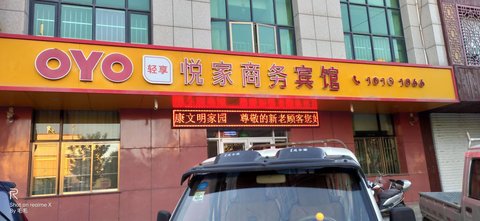 OYO 轻享 悦家商务宾馆
康文明家园 尊敬的新老顾客您好
Shot on realme X
By 毛毛